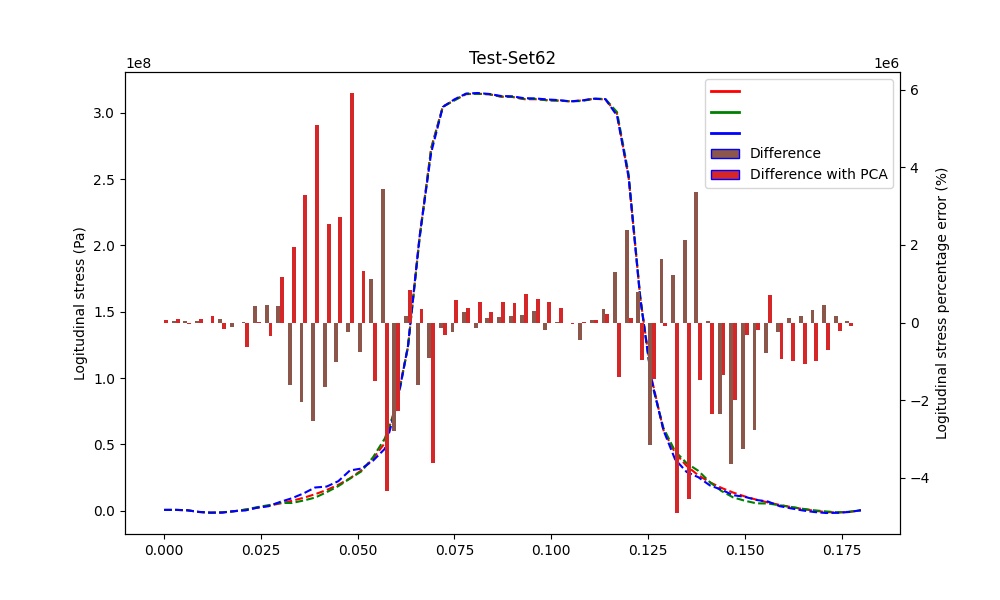 Test-Set62
1e8
1e6
Difference
Difference with PCA
Logitudinal stress (Pa)
3.0
2.5
2.0
1.5
1.0
0.5
0.0
Logitudinal stress percentage error (%)
6
4
2
0
−2
−4
0.000 0.025 0.050 0.075 0.100 0.125 0.150 0.175